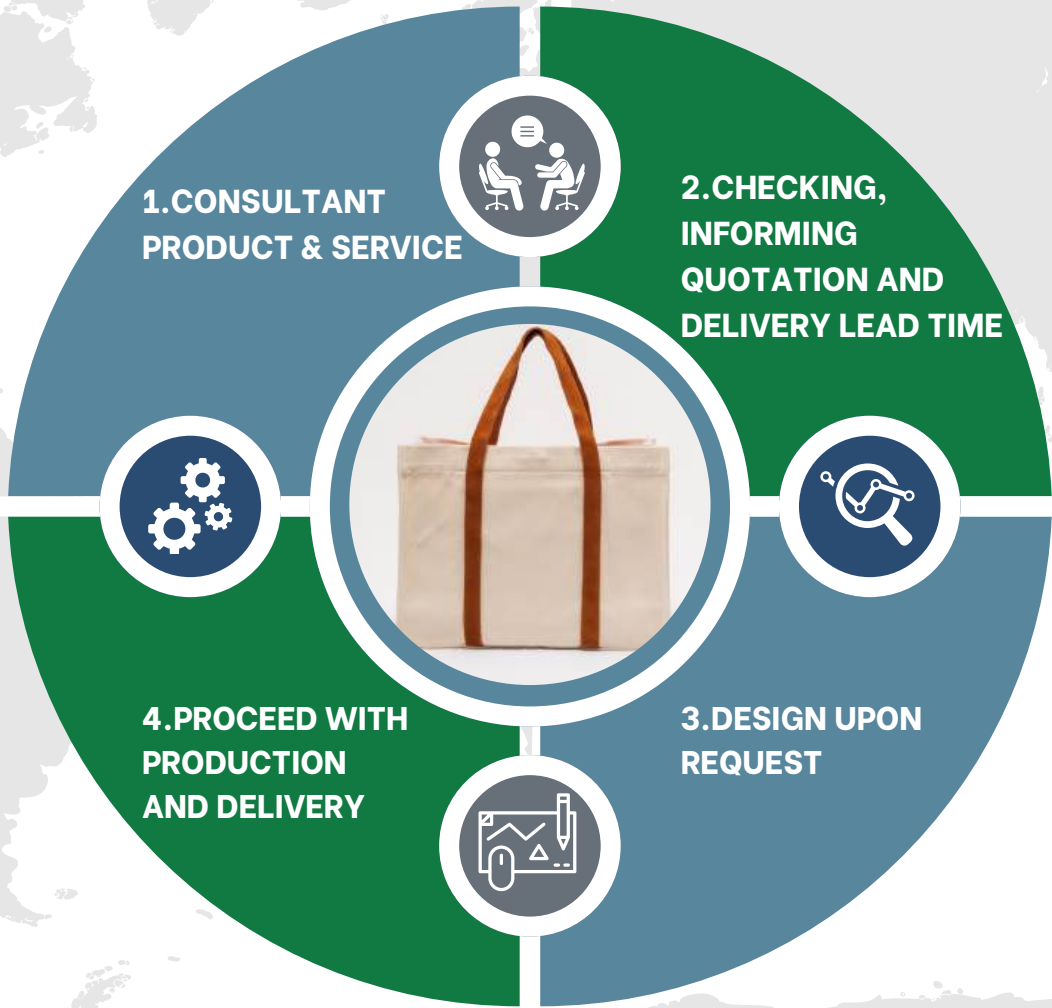 1.CONSULTANT
PRODUCT & SERVICE
2.CHECKING,
INFORMING
QUOTATION AND
DELIVERY LEAD TIME
3.DESIGN UPON
REQUEST
4.PROCEED WITH
PRODUCTION
AND DELIVERY